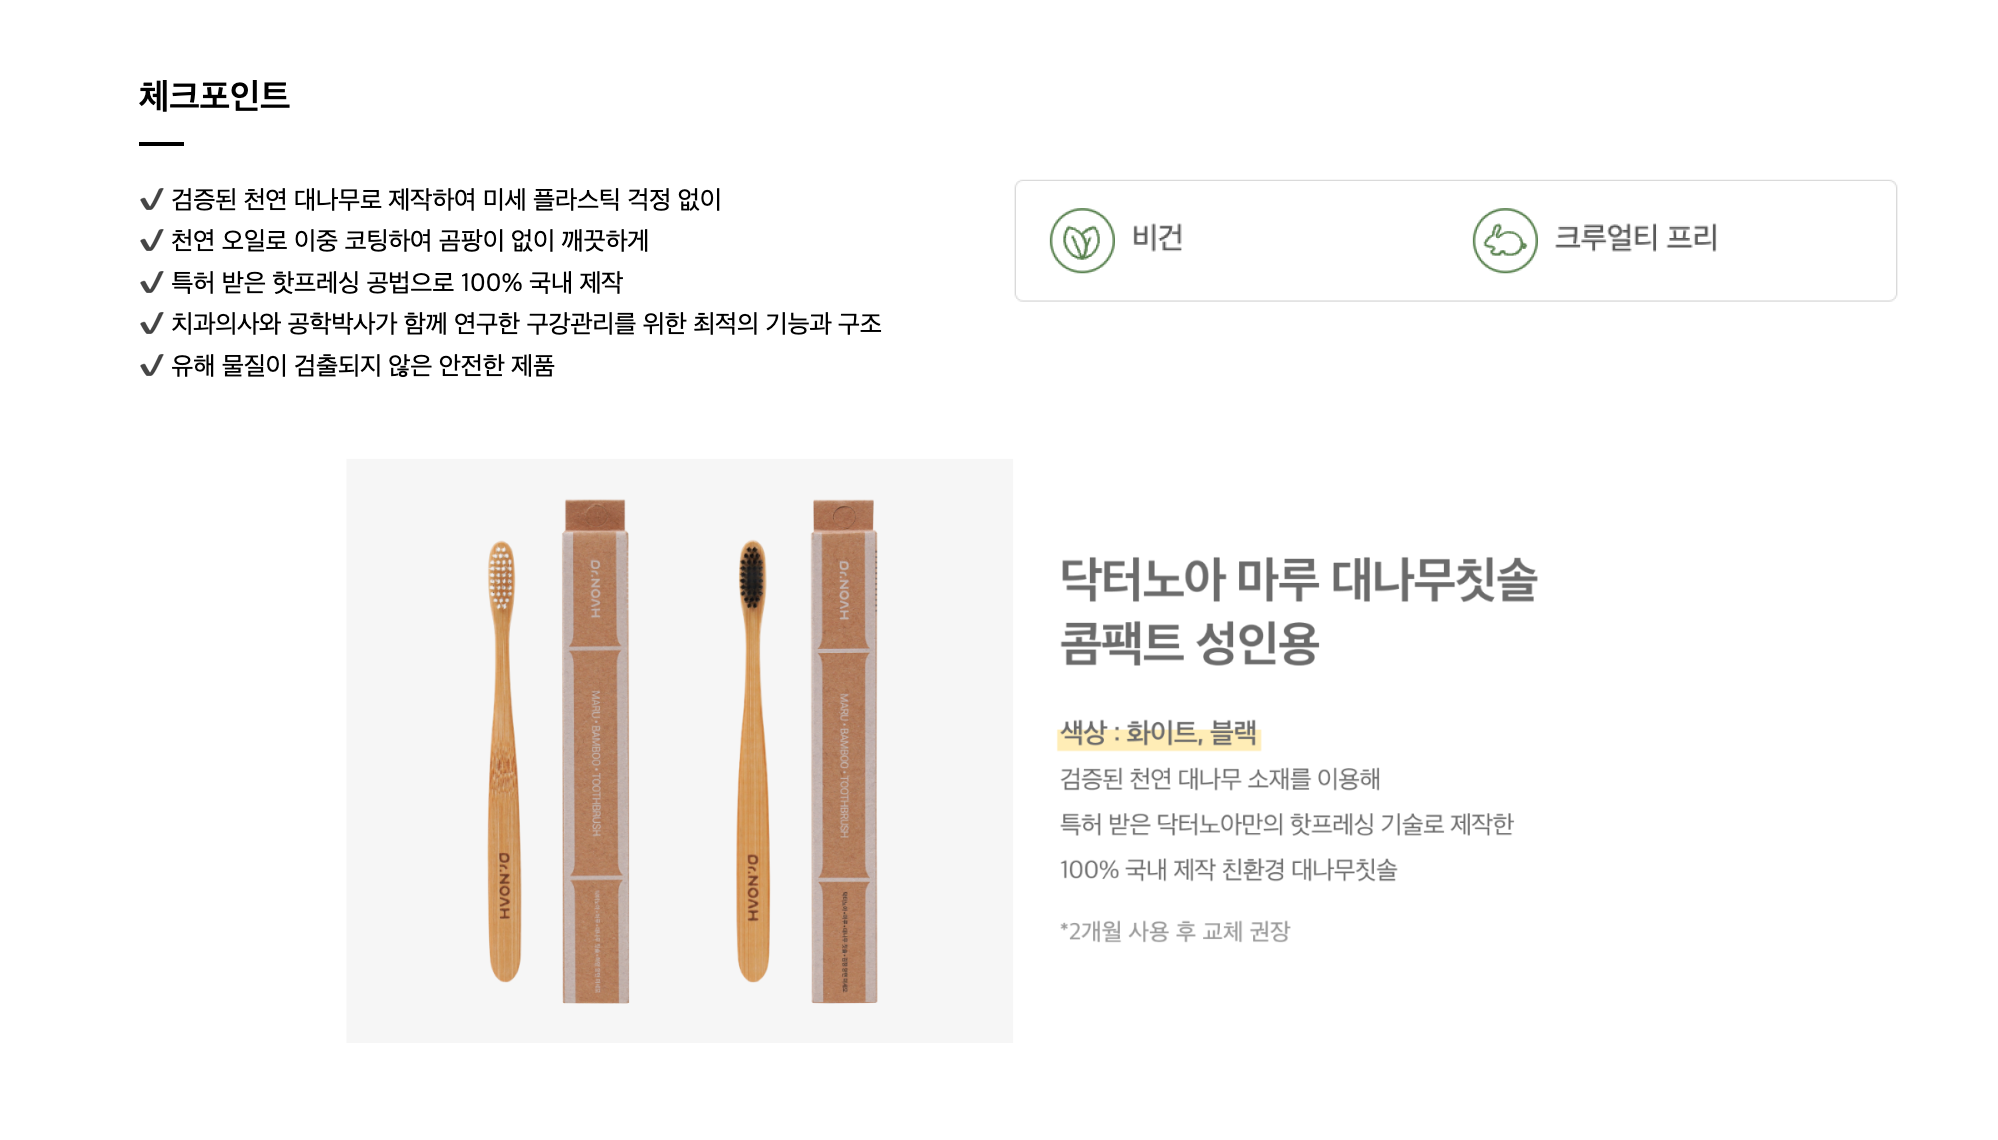 체크포인트
검증된 천연 대나무로 제작하여 미세 플라스틱 걱정 없이
천연 오일로 이중 코팅하여 곰팡이 없이 깨끗하게
특허 받은 핫프레싱 공법으로 100% 국내 제작
치과의사와 공학박사가 함께 연구한 구강관리를 위한 최적의 기능과 구조
유해 물질이 검출되지 않은 안전한 제품
비건
크루얼티 프리
Dr.NOAH
Dr.NOAH
MARU • BAMBOO • TOOTHBRUSH
Dr.NOAH
Dr.NOAH
MARU • BAMBOO • TOOTHBRUSH
닥터노아 마루 대나무칫솔
콤팩트 성인용
색상 : 화이트, 블랙
검증된 천연 대나무 소재를 이용해
특허 받은 닥터노아만의 핫프레싱 기술로 제작한
100% 국내 제작 친환경 대나무칫솔
*2개월 사용 후 교체 권장